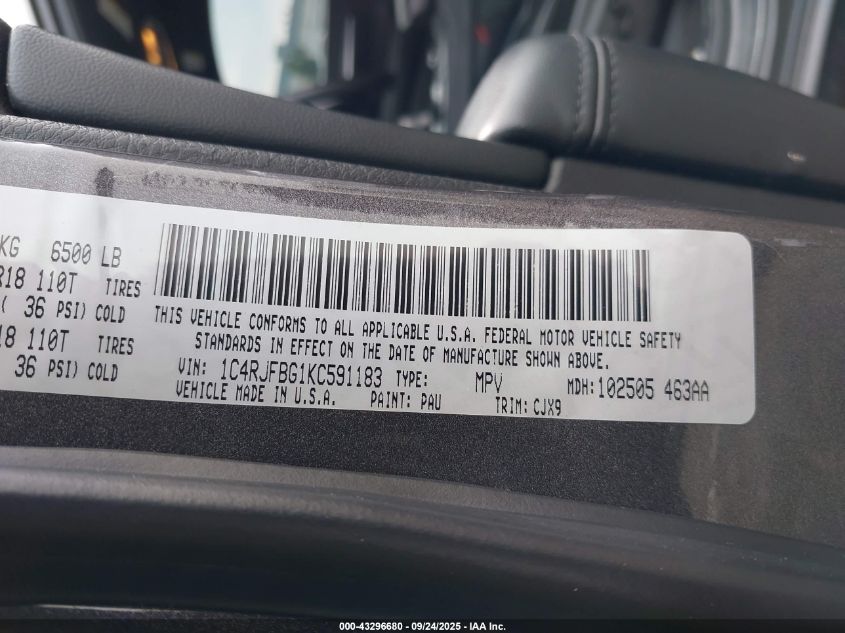 KG 6500 LB
R18 110T TIRES
( 36 PSI) COLD
18 110T TIRES
36 PSI) COLD
THIS VEHICLE CONFORMS TO ALL APPLICABLE U.S.A. FEDERAL MOTOR VEHICLE SAFETY
STANDARDS IN EFFECT ON THE DATE OF MANUFACTURE SHOWN ABOVE.
VIN: 1C4RJFBG1KC591183 TYPE: MPV MDH:102505 463AA
VEHICLE MADE IN U.S.A. PAINT: PAU TRIM: CJX9
000-43296680 - 09/24/2025 - IAA Inc.